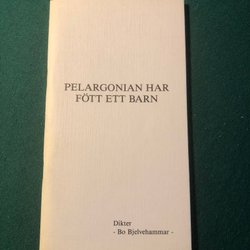 PELARGONIAN HAR
FÖTT ETT BARN
Dikter
- Bo Bjelvehammar -